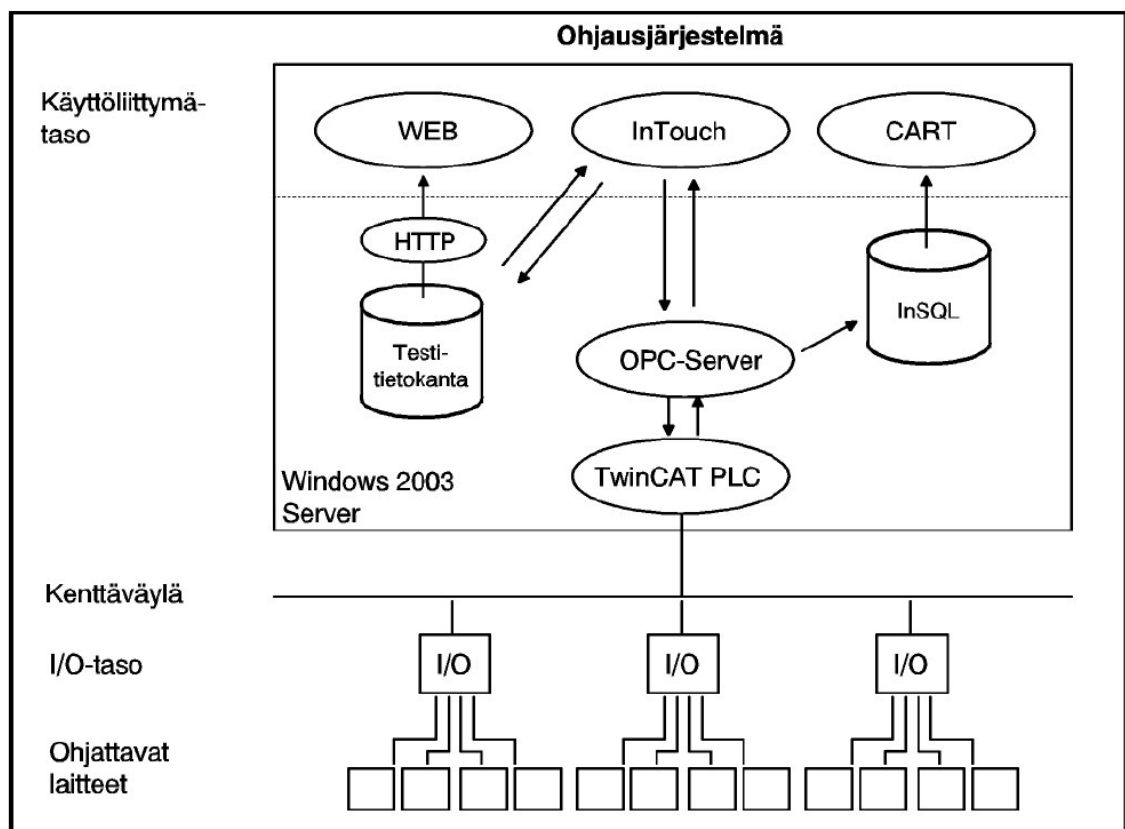 Ohjausjärjestelmä
Käyttöliittymä-
taso
WEB
InTouch
CART
HTTP
Testi-
tietokanta
OPC-Server
InSQL
TwinCAT PLC
Windows 2003
Server
Kenttäväylä
I/O-taso
I/O
I/O
I/O
Ohjattavat
laitteet